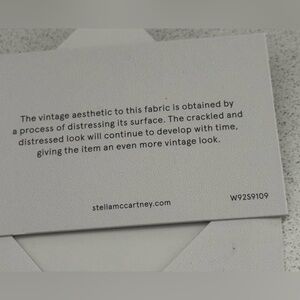 The vintage aesthetic to this fabric is obtained by
a process of distressing its surface. The crackled and
distressed look will continue to develop with time,
giving the item an even more vintage look.
stellamccartney.com
W92S9109